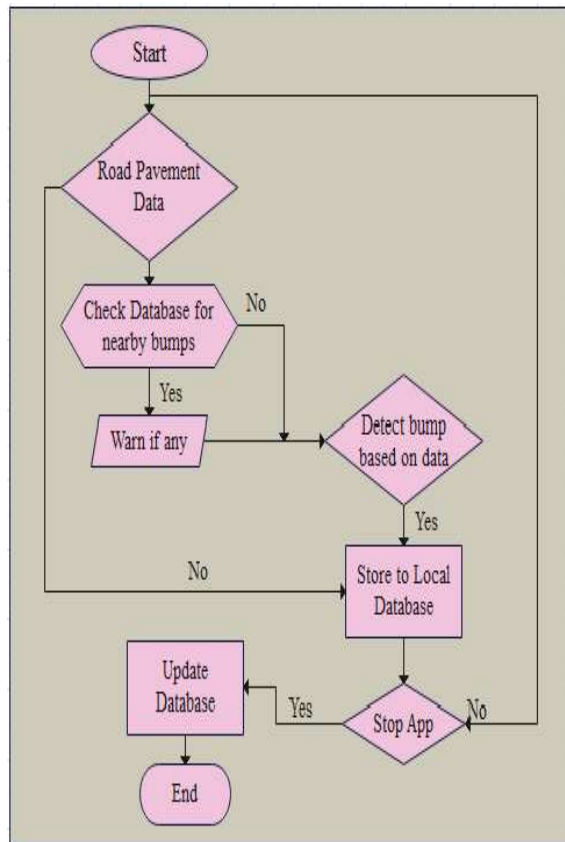 Start
Road Pavement
Data
Check Database for
nearby bumps
No
Yes
Warn if any
Detect bump
based on data
Yes
No
Store to Local
Database
Update
Database
Yes
Stop App
No
End